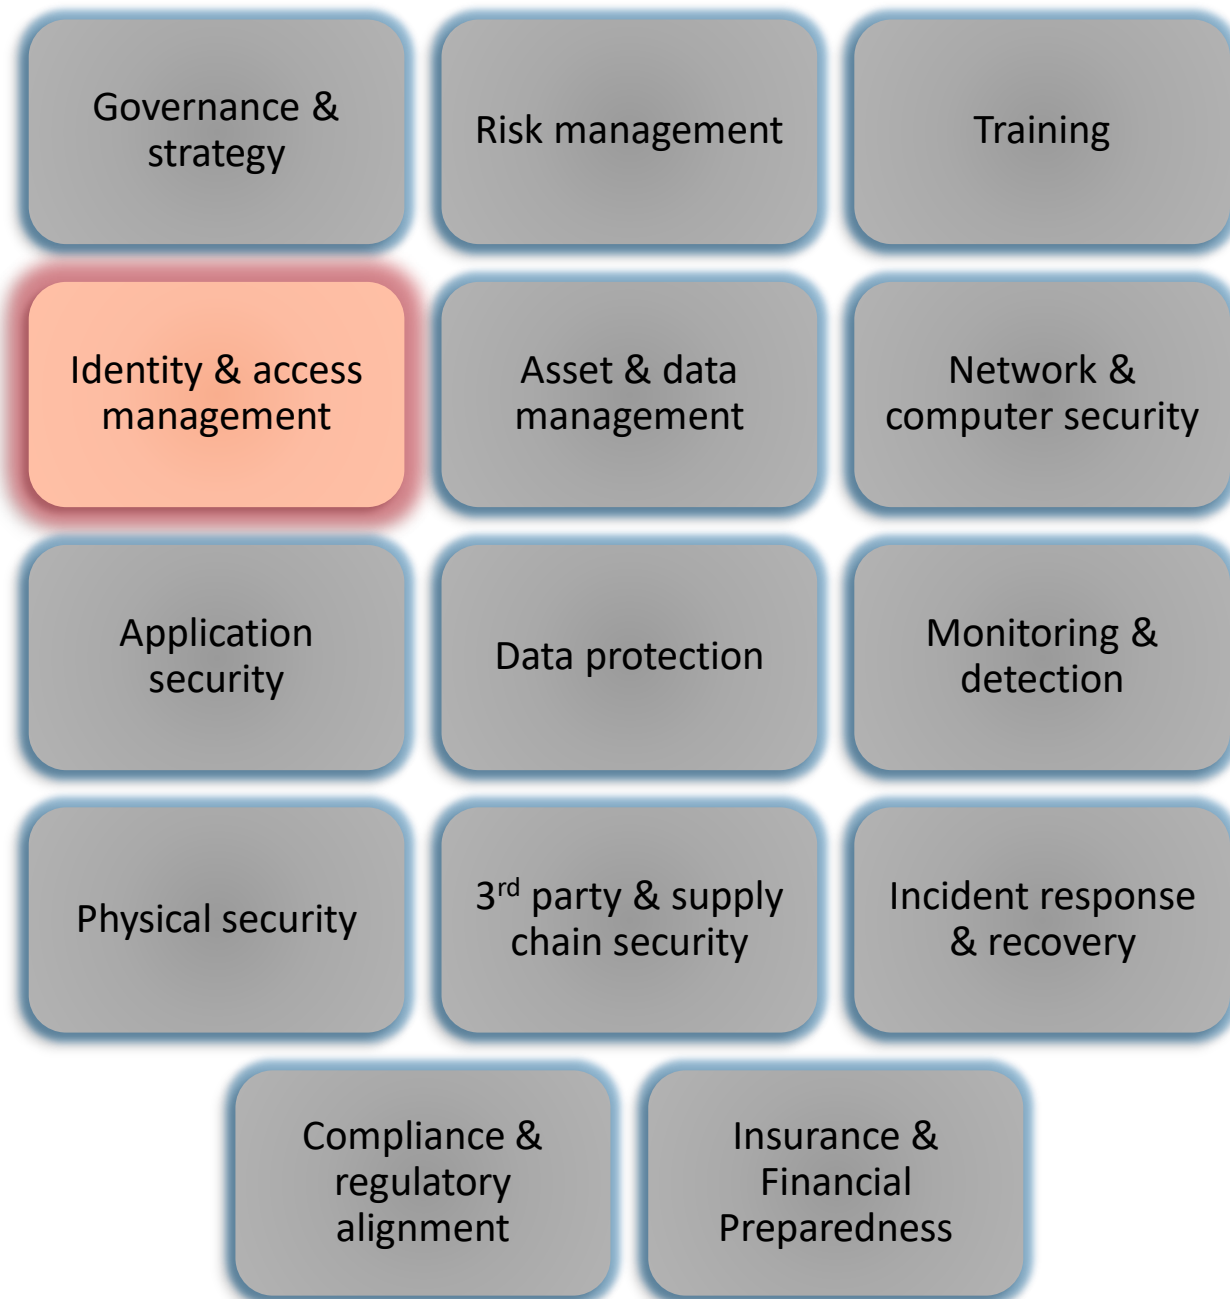 Governance &
strategy
Risk management
Training
Identity & access
management
Asset & data
management
Network &
computer security
Application
security
Data protection
Monitoring &
detection
Physical security
3rd party & supply
chain security
Incident response
& recovery
Compliance &
regulatory
alignment
Insurance &
Financial
Preparedness